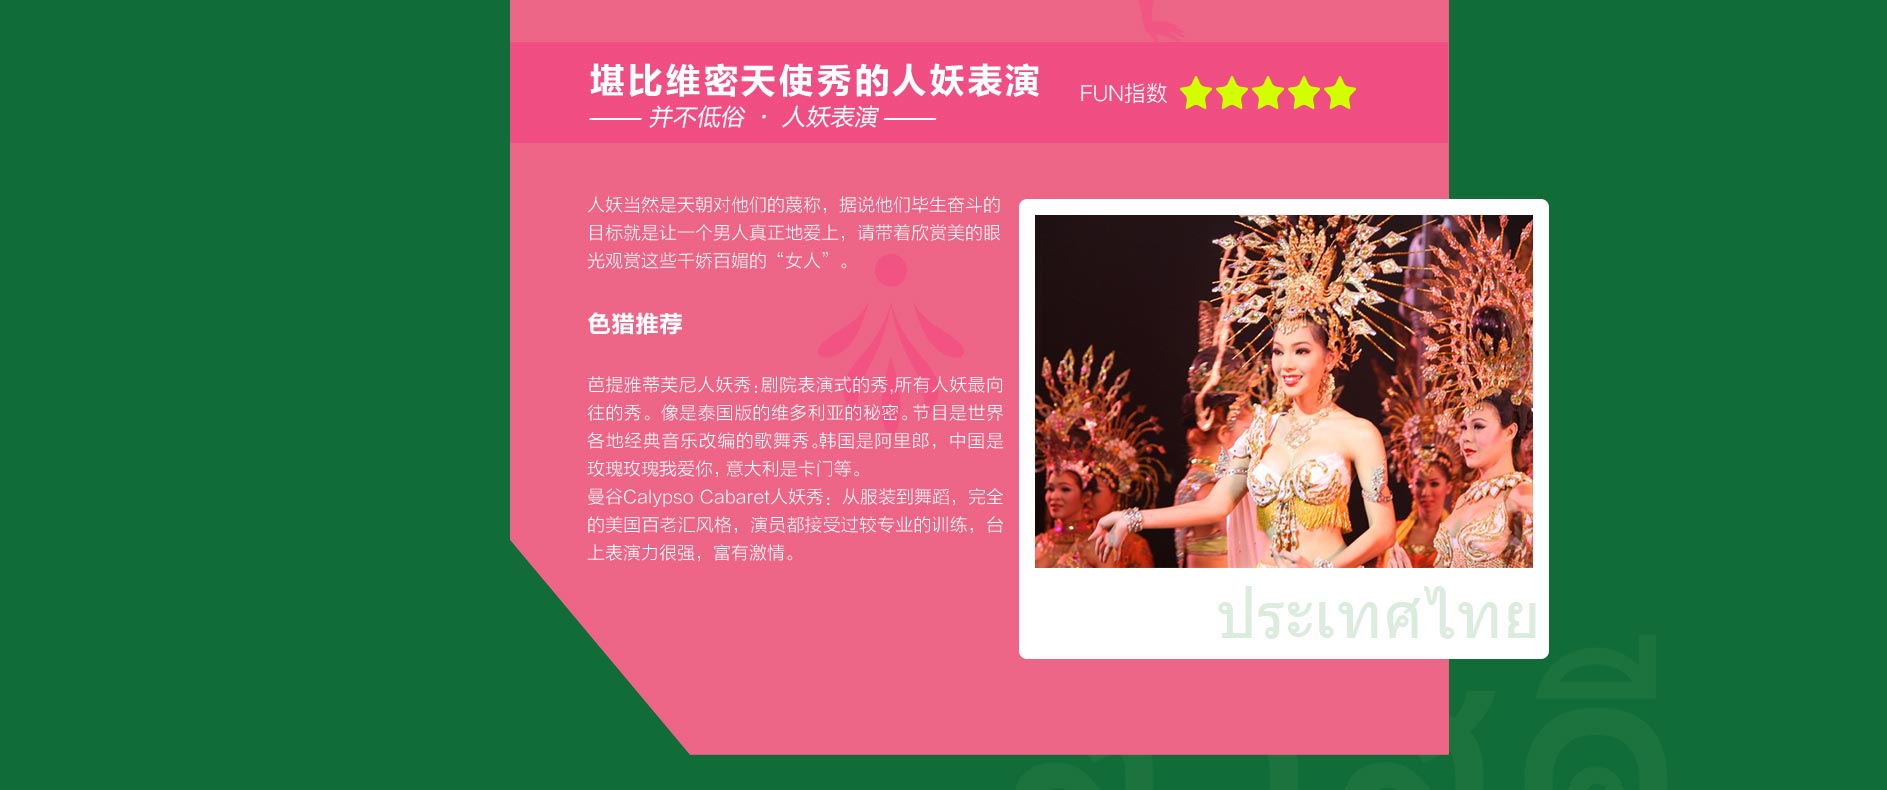 堪比维密天使秀的人妖表演
并不低俗 · 人妖表演
FUN指数
人妖当然是天朝对他们的蔑称，据说他们毕生奋斗的
目标就是让一个男人真正地爱上，请带着欣赏美的眼
光观赏这些千娇百媚的“女人”。
色猎推荐
芭提雅蒂芙尼人妖秀:剧院表演式的秀,所有人妖最向
往的秀。像是泰国版的维多利亚的秘密。节目是世界
各地经典音乐改编的歌舞秀。韩国是阿里郎，中国是
玫瑰玫瑰我爱你, 意大利是卡门等。
曼谷Calypso Cabaret人妖秀：从服装到舞蹈，完全
的美国百老汇风格，演员都接受过较专业的训练，台
上表演力很强，富有激情。
ประเทศไทย